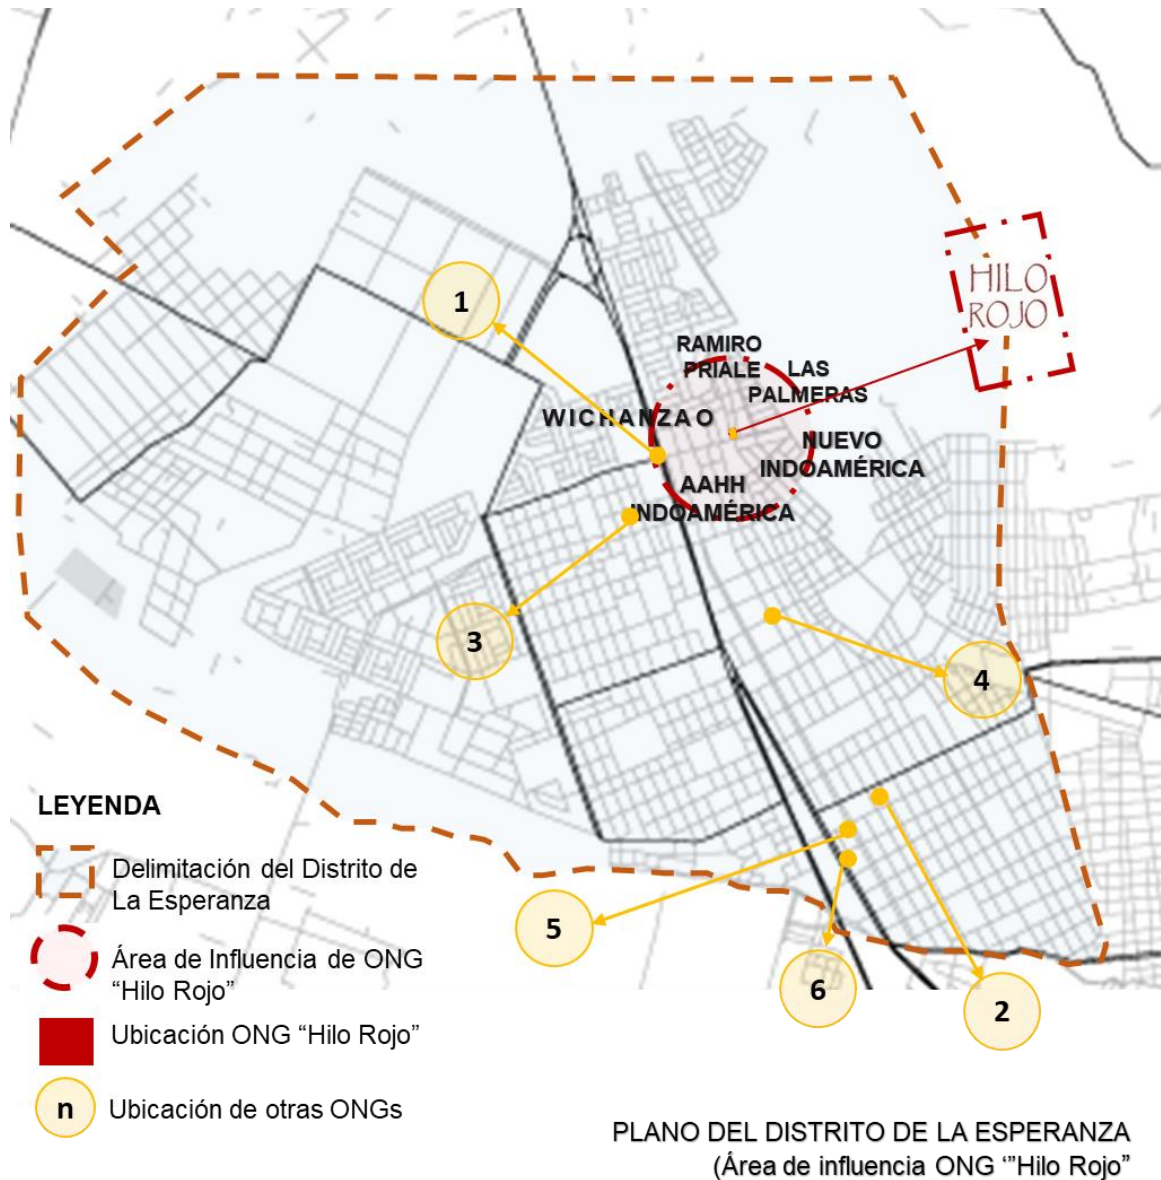 HILO
ROJO
1
RAMIRO
PRIALE
LAS
PALMERAS
WICHANZAO
NUEVO
INDOAMÉRICA
AAHH
INDOAMÉRICA
3
4
5
6
2
LEYENDA
Delimitación del Distrito de
La Esperanza
Área de Influencia de ONG
“Hilo Rojo”
Ubicación ONG “Hilo Rojo”
n
Ubicación de otras ONGs
PLANO DEL DISTRITO DE LA ESPERANZA
(Área de influencia ONG ‘”Hilo Rojo”